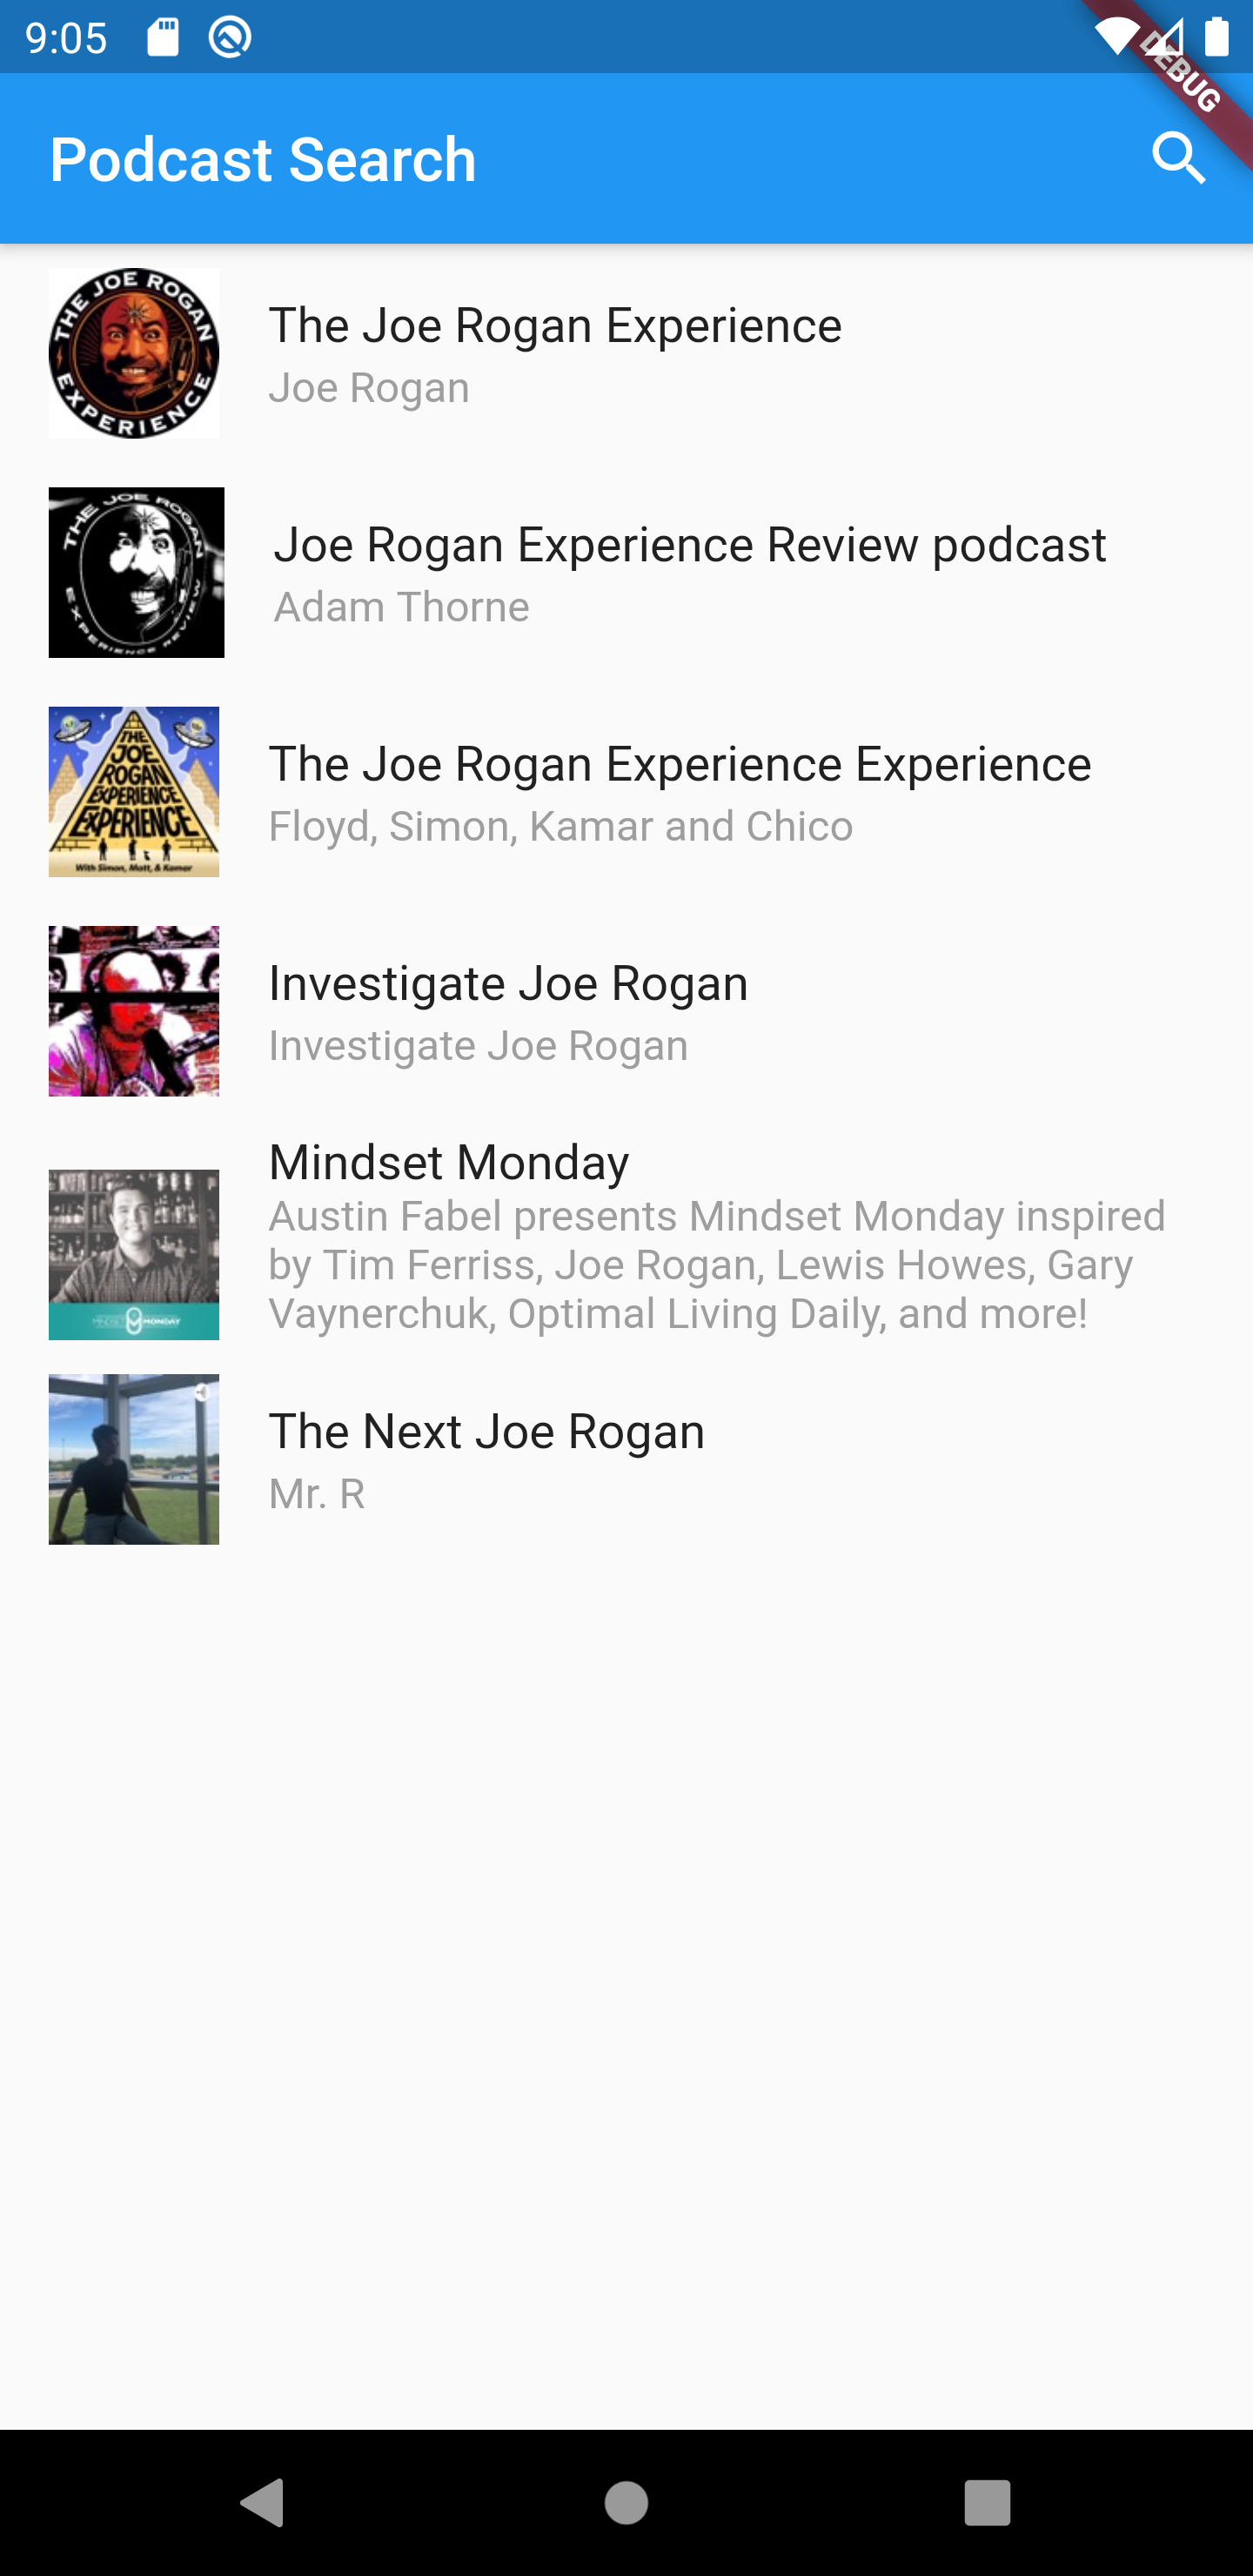 9:05
DEBUG
Podcast Search
THE JOE ROGAN
EXPERIENCE
The Joe Rogan Experience
Joe Rogan
THE JOE ROGAN
EXPERIENCE REVIEW
Joe Rogan Experience Review podcast
Adam Thorne
THE
JOE
ROGAN
EXPERIENCE
EXPERIENCE
With Simon, Matt, & Kamar
The Joe Rogan Experience Experience
Floyd, Simon, Kamar and Chico
Investigate Joe Rogan
Investigate Joe Rogan
MINDSET MONDAY
Mindset Monday
Austin Fabel presents Mindset Monday inspired
by Tim Ferriss, Joe Rogan, Lewis Howes, Gary
Vaynerchuk, Optimal Living Daily, and more!
The Next Joe Rogan
Mr. R